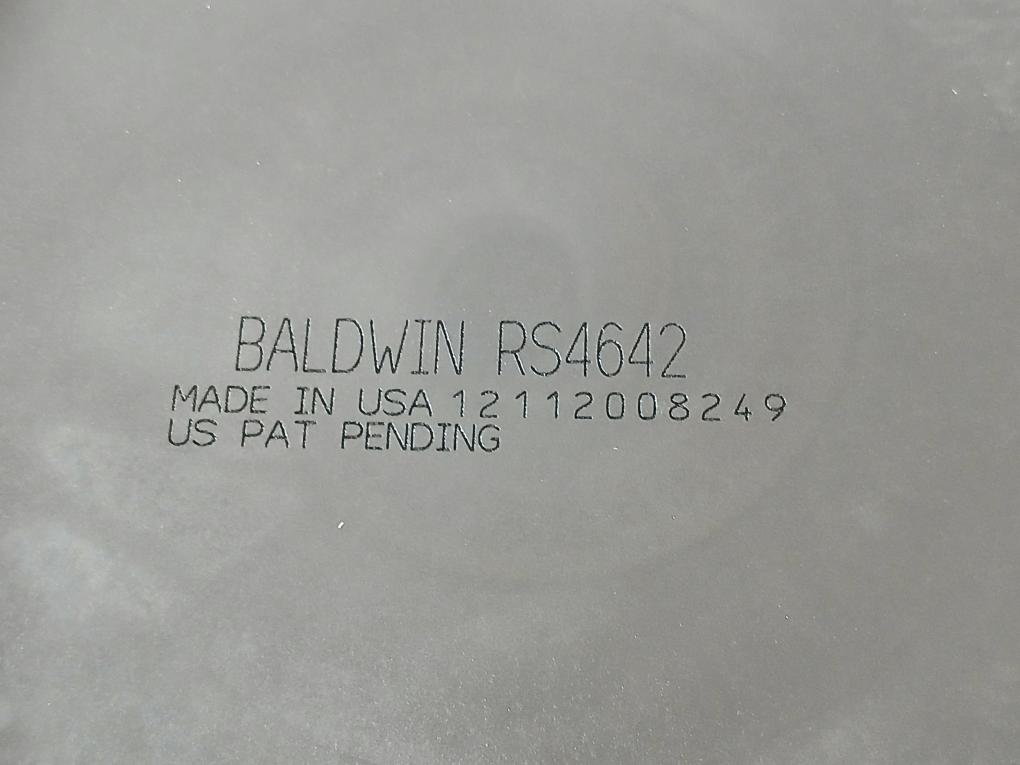 BALDWIN RS4642
MADE IN USA 12112008249
US PAT PENDING